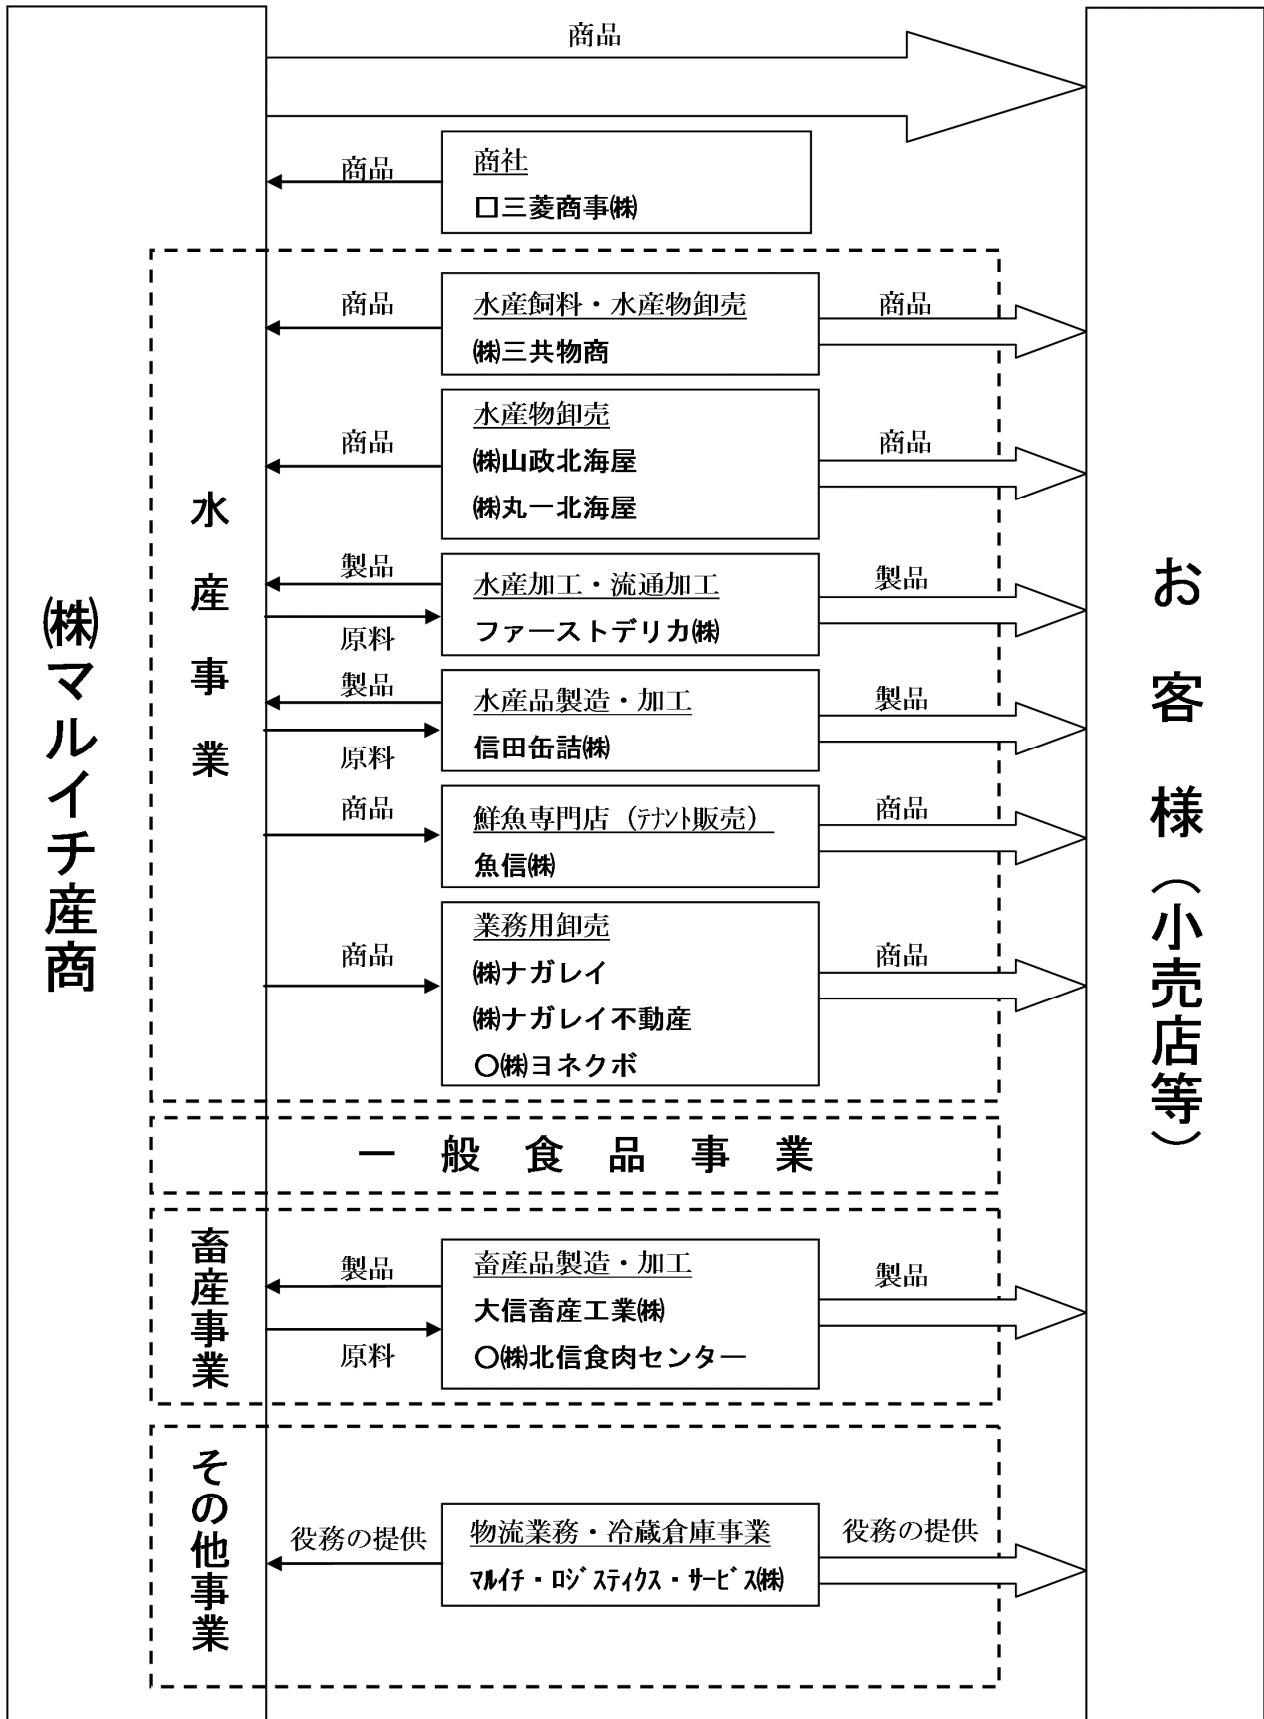 商品
㈱マルイチ産商
お客様（小売店等）
商品
商社
□三菱商事㈱
水産事業
商品
水産飼料・水産物卸売
㈱三共物商
商品
商品
水産物卸売
㈱山政北海屋
㈱丸一北海屋
商品
製品
原料
水産加工・流通加工
ファーストデリカ㈱
製品
製品
原料
水産品製造・加工
信田缶詰㈱
製品
商品
鮮魚専門店（ﾃﾅﾝﾄ販売）
魚信㈱
商品
商品
業務用卸売
㈱ナガレイ
㈱ナガレイ不動産
○㈱ヨネクボ
商品
一般食品事業
畜産事業
製品
原料
畜産品製造・加工
大信畜産工業㈱
○㈱北信食肉センター
製品
その他事業
役務の提供
物流業務・冷蔵倉庫事業
ﾏﾙｲﾁ・ﾛｼﾞｽﾃｨｸｽ・ｻｰﾋﾞｽ㈱
役務の提供